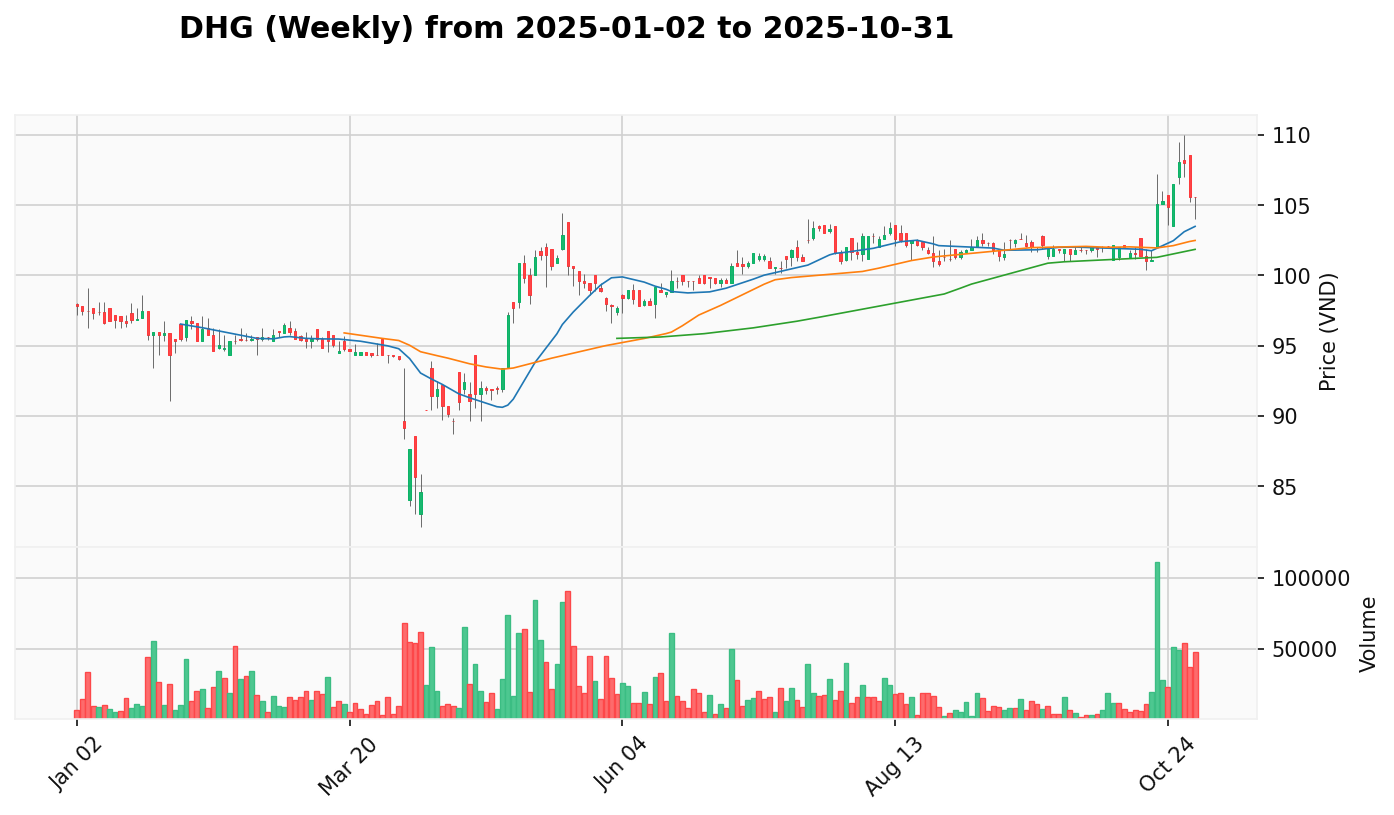 DHG (Weekly) from 2025-01-02 to 2025-10-31
110
105
100
95
90
85
Price (VND)
100000
50000
Volume
Jan 02
Mar 20
Jun 04
Aug 13
Oct 24